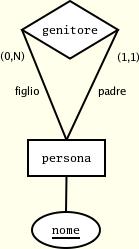 genitore
(0,N)
(1,1)
figlio
padre
persona
nome